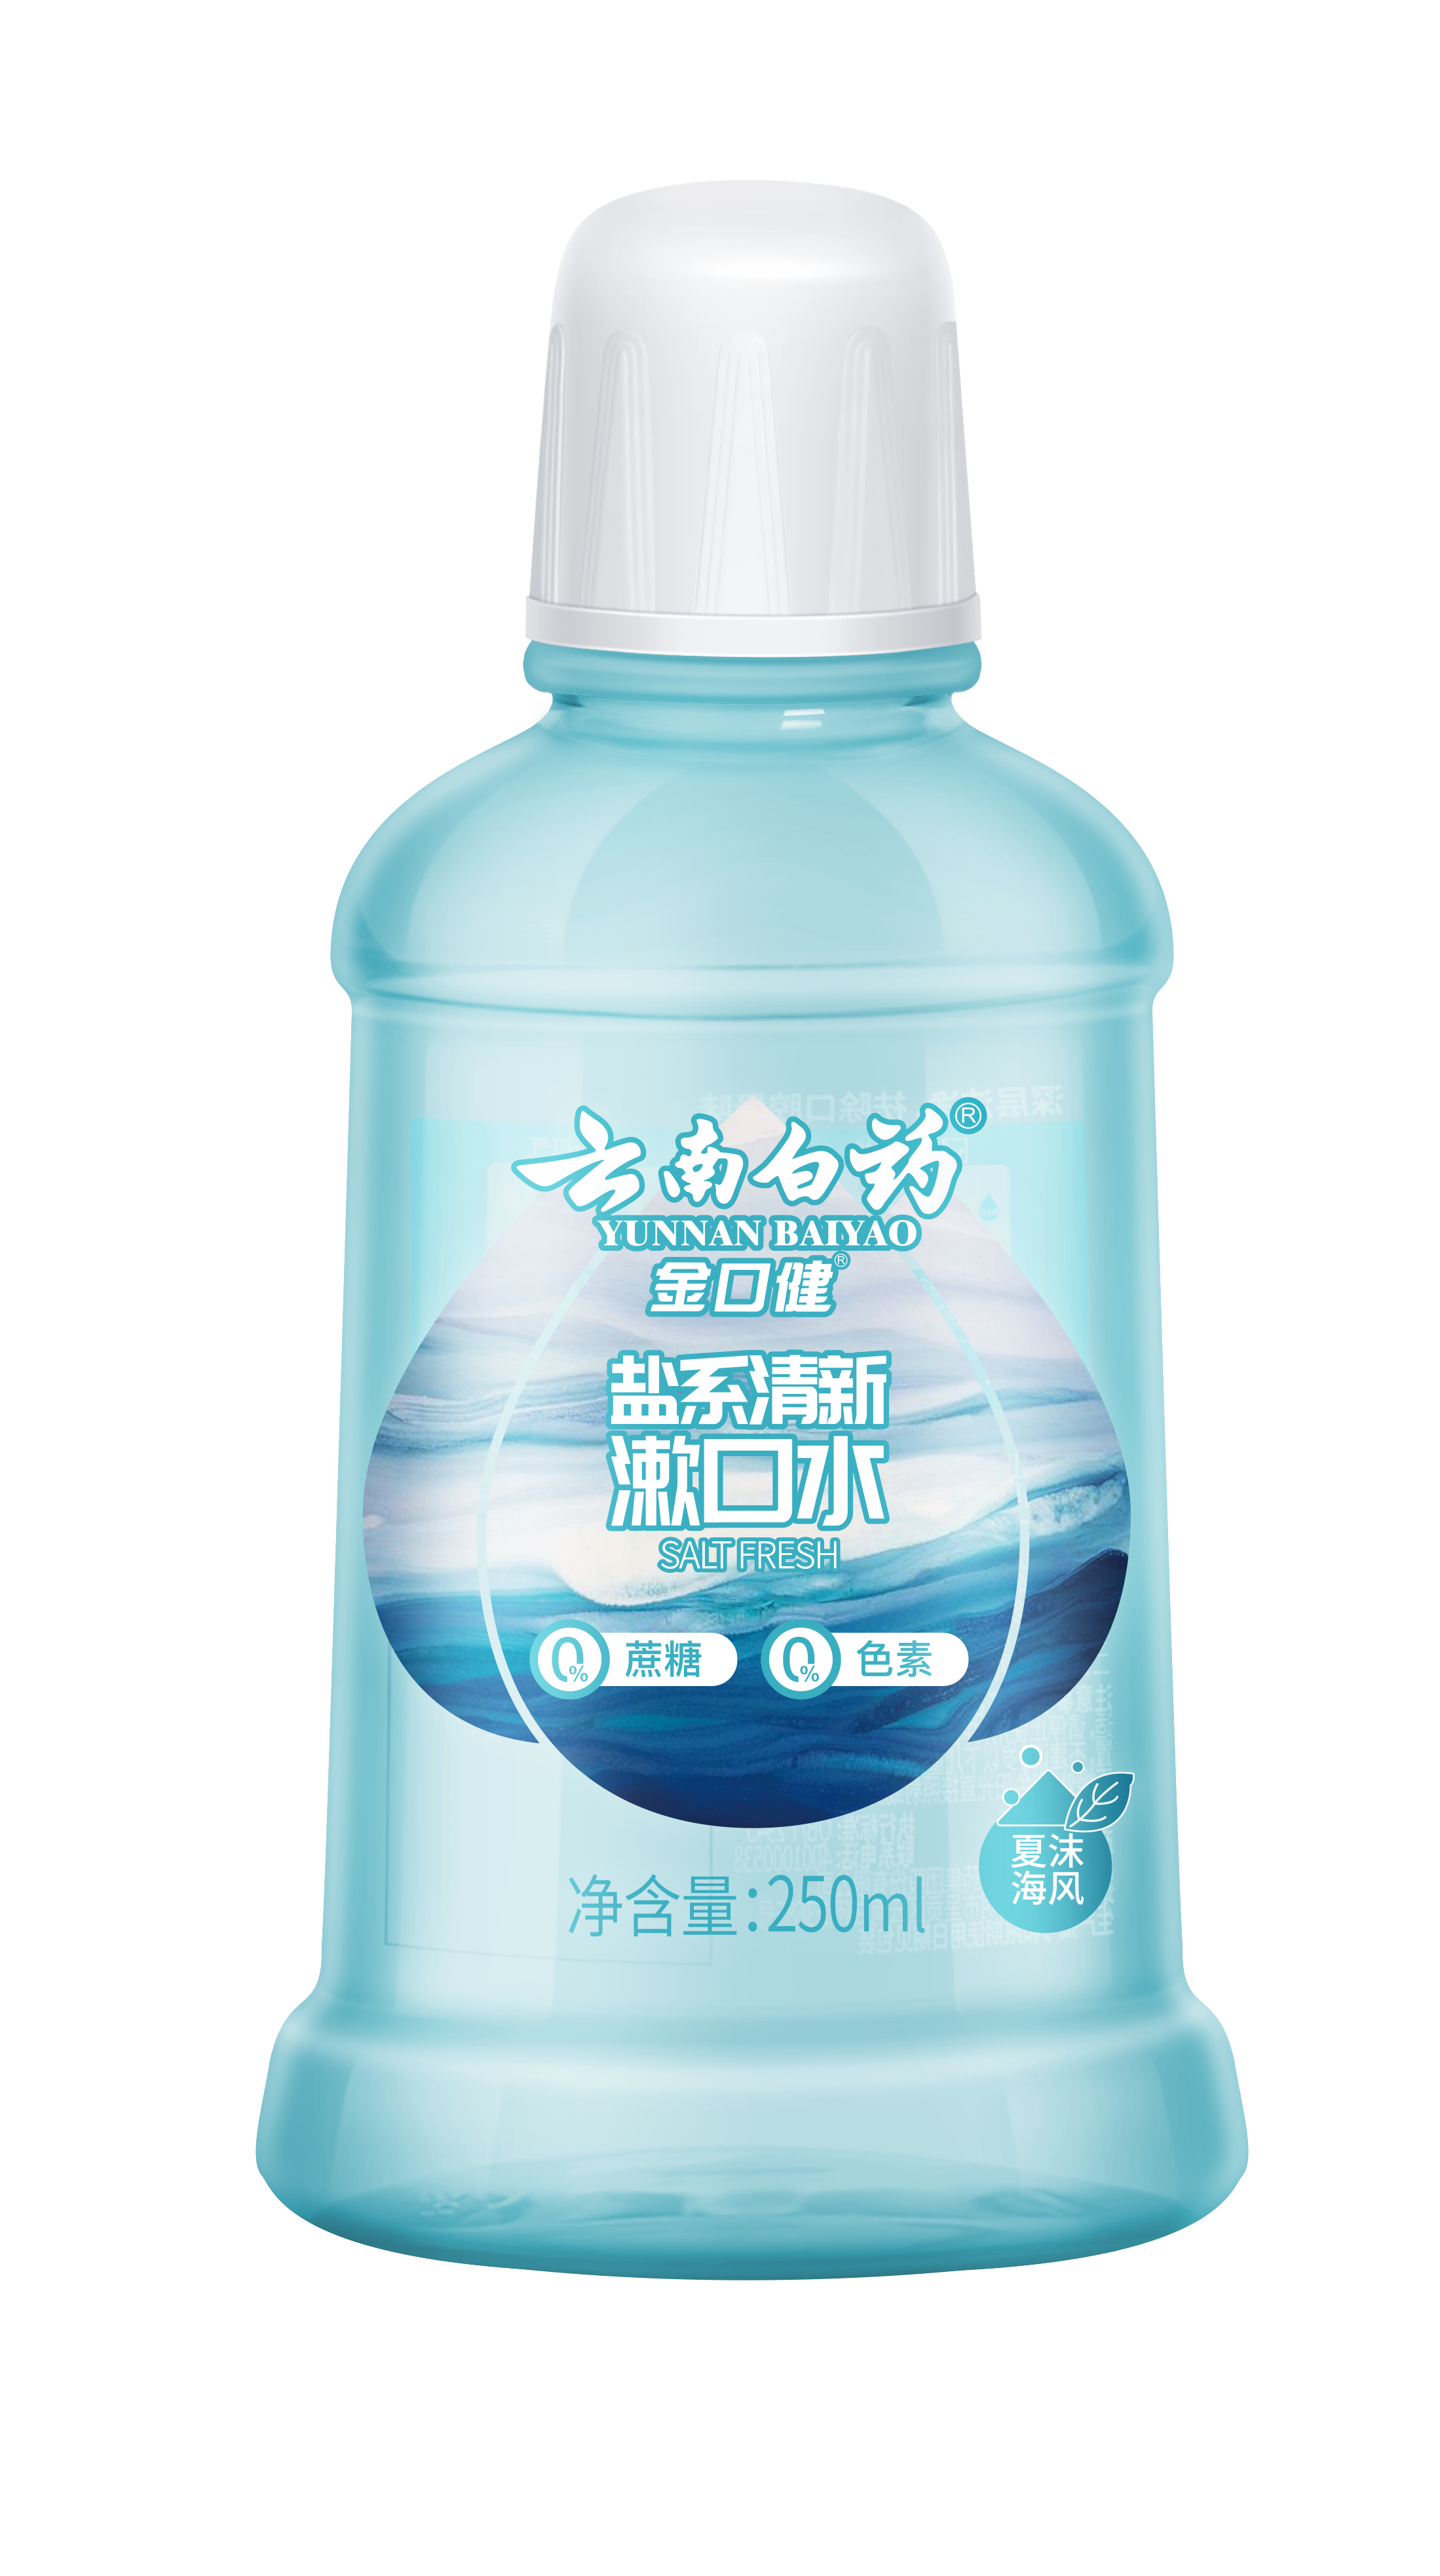 云南白药®
YUNNAN BAIYAO
金口健®
盐系清新
漱口水
SALT FRESH
0% 蔗糖
0% 色素
夏沫
海风
净含量：250ml